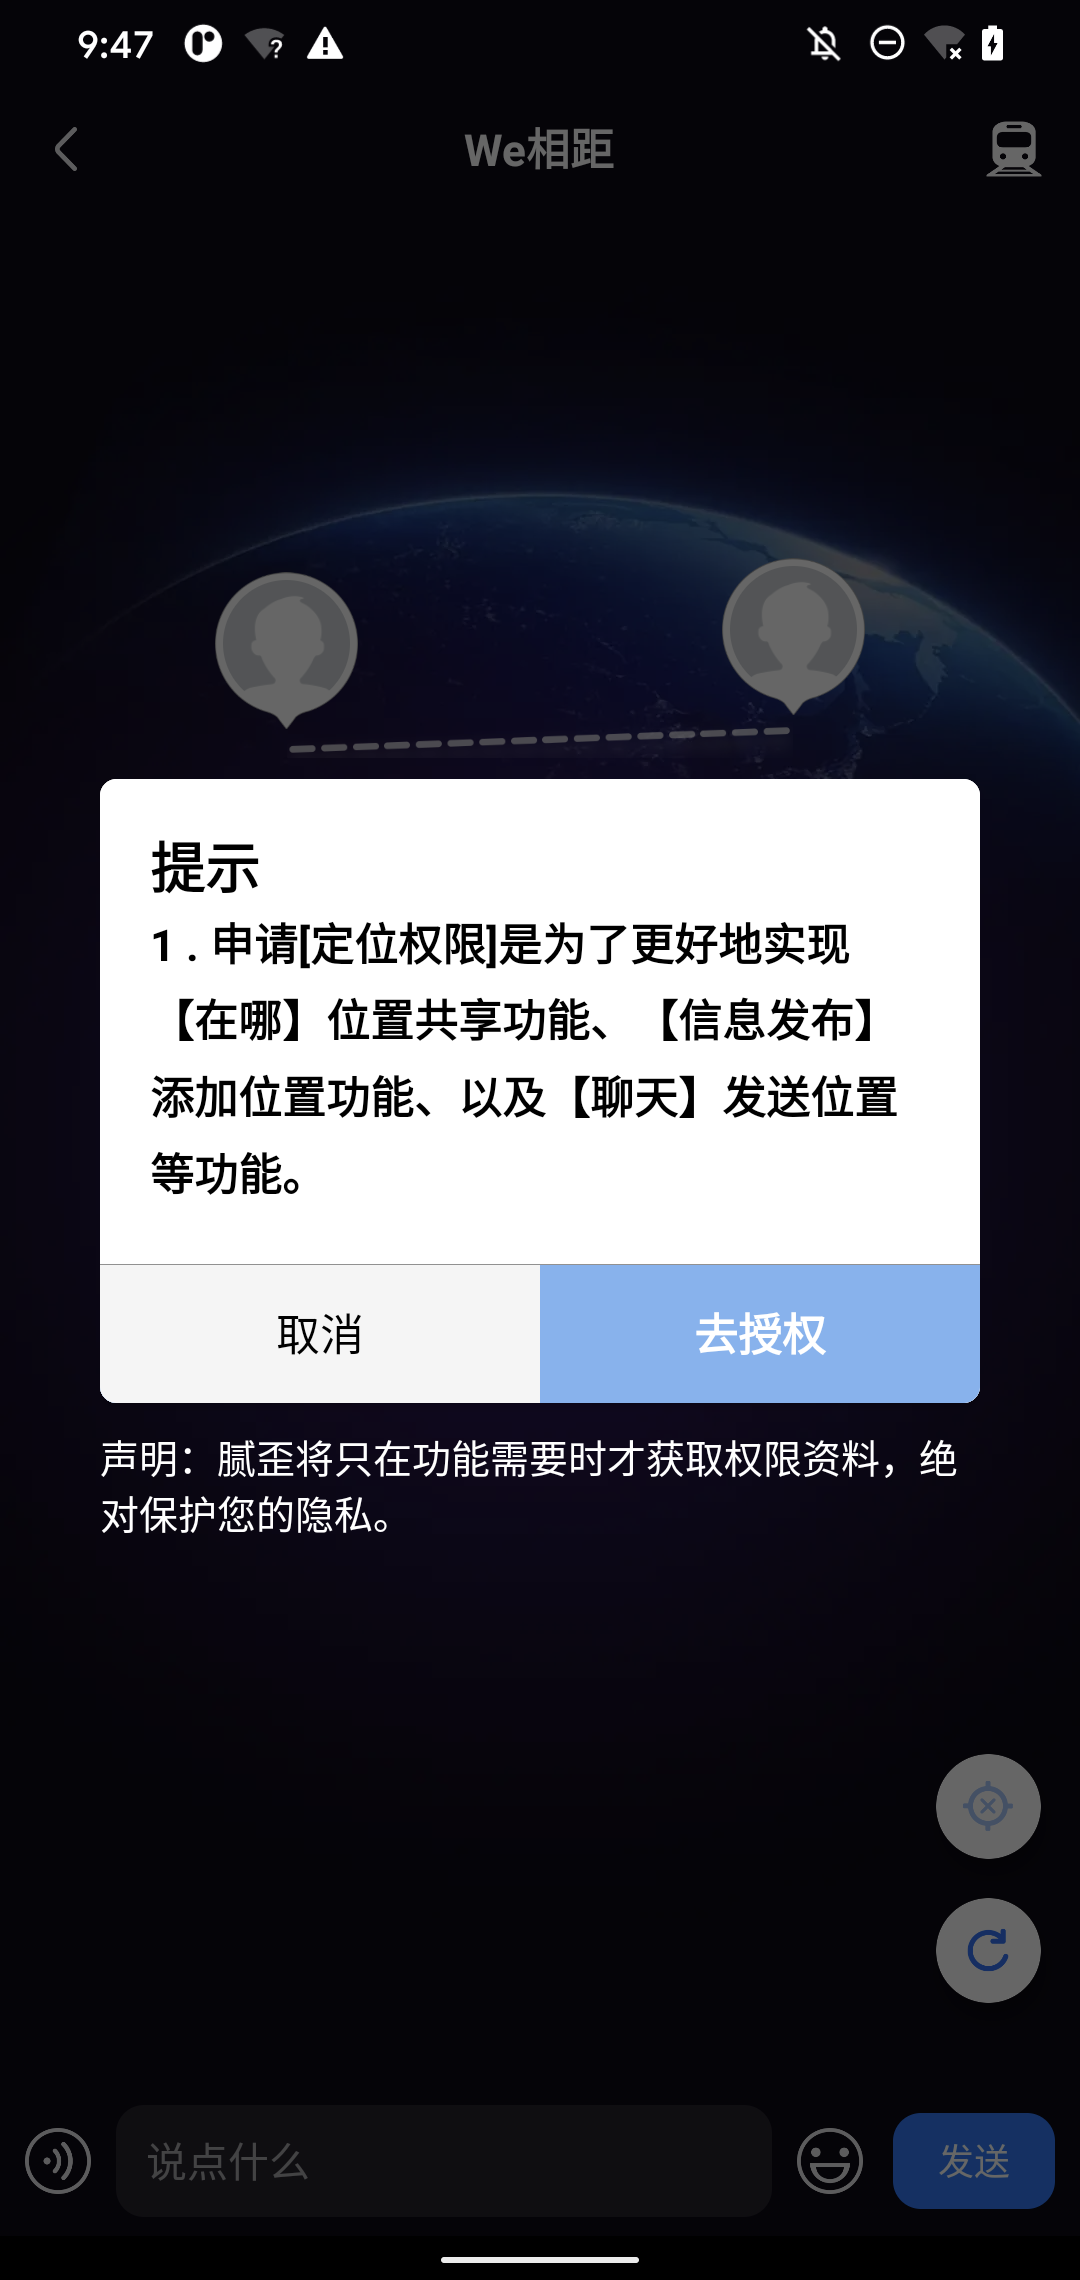 9:47
We相距
提示
1 . 申请[定位权限]是为了更好地实现
【在哪】位置共享功能、【信息发布】
添加位置功能、以及【聊天】发送位置
等功能。
取消
去授权
声明：腻歪将只在功能需要时才获取权限资料，绝
对保护您的隐私。
说点什么
发送